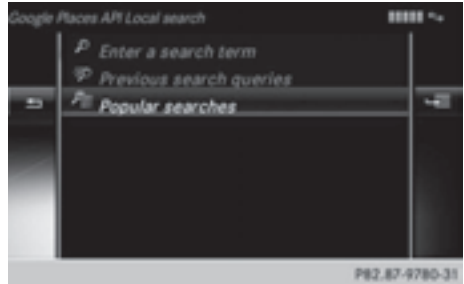 Google Places API Local search
Enter a search term
Previous search queries
Popular searches
P82.87-9780-31